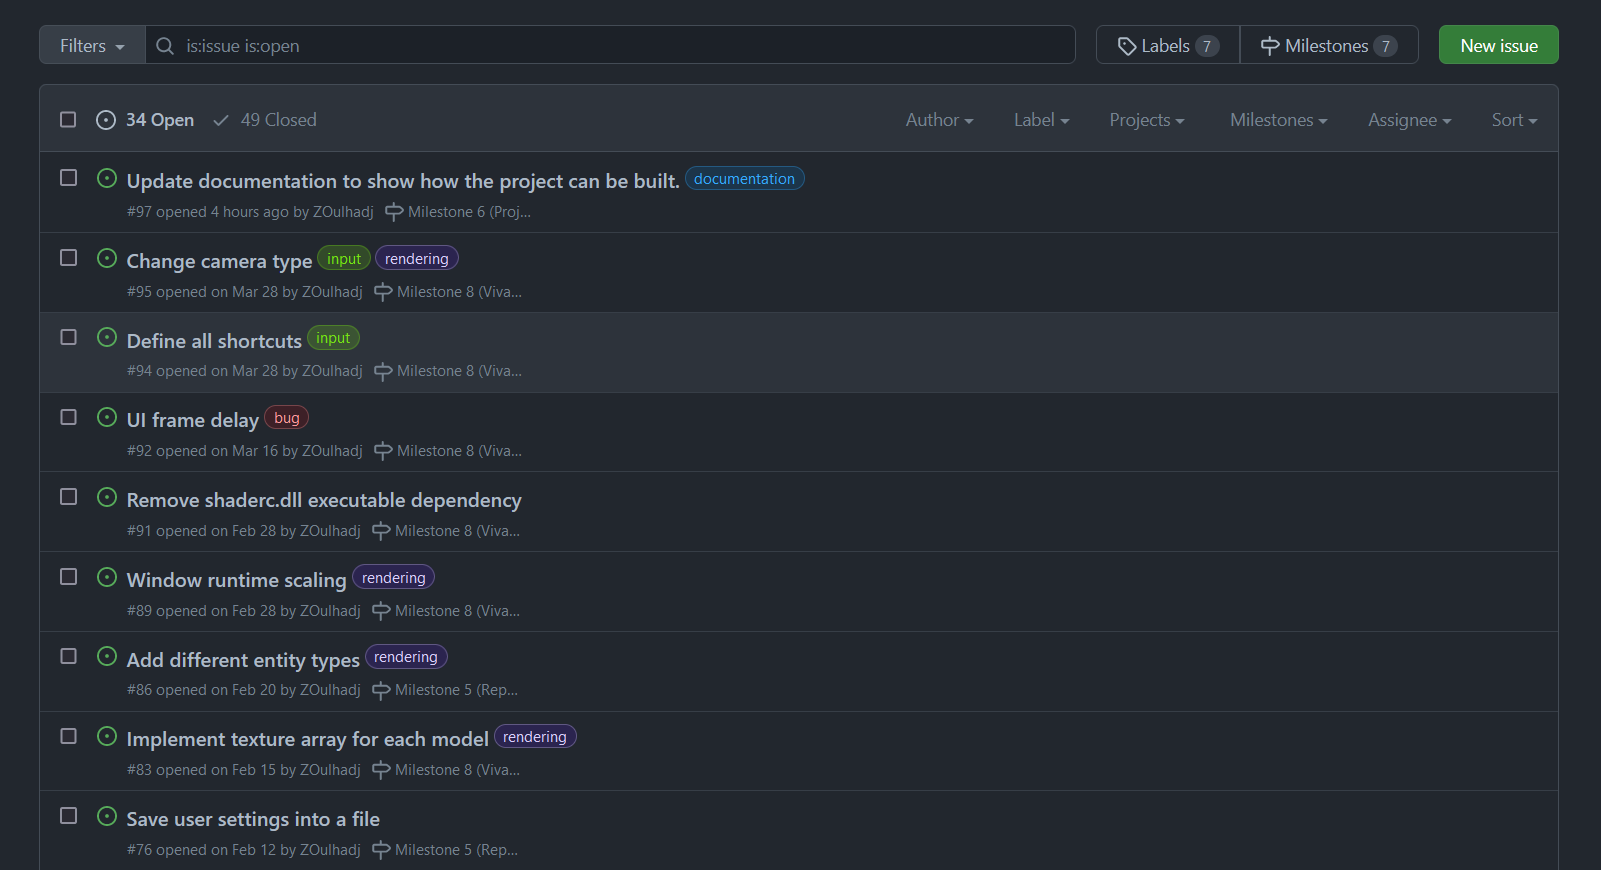 Filters is:issue is:open Labels 7 Milestones 7 New issue
34 Open 49 Closed Author Label Projects Milestones Assignee Sort
Update documentation to show how the project can be built. documentation
#97 opened 4 hours ago by ZOulhadj Milestone 6 (Proj...
Change camera type input rendering
#95 opened on Mar 28 by ZOulhadj Milestone 8 (Viva...
Define all shortcuts input
#94 opened on Mar 28 by ZOulhadj Milestone 8 (Viva...
UI frame delay bug
#92 opened on Mar 16 by ZOulhadj Milestone 8 (Viva...
Remove shaderc.dll executable dependency
#91 opened on Feb 28 by ZOulhadj Milestone 8 (Viva...
Window runtime scaling rendering
#89 opened on Feb 28 by ZOulhadj Milestone 8 (Viva...
Add different entity types rendering
#86 opened on Feb 20 by ZOulhadj Milestone 5 (Rep...
Implement texture array for each model rendering
#83 opened on Feb 15 by ZOulhadj Milestone 8 (Viva...
Save user settings into a file
#76 opened on Feb 12 by ZOulhadj Milestone 5 (Rep...